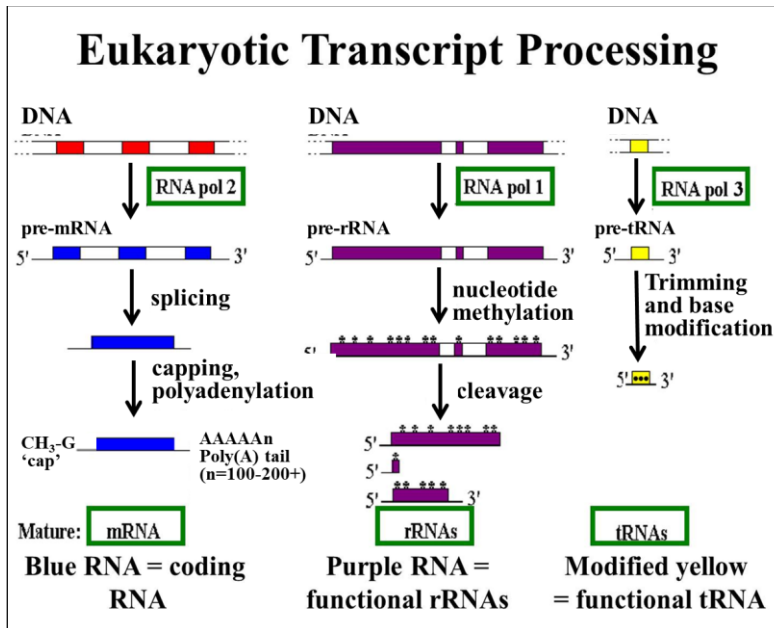 Eukaryotic Transcript Processing
DNA
RNA pol 2
pre-mRNA
5' 3'
splicing
capping,
polyadenylation
CH₃-G
'cap'
AAAAAn
Poly(A) tail
(n=100-200+)
Mature: mRNA
Blue RNA = coding
RNA
DNA
RNA pol 1
pre-rRNA
5' 3'
nucleotide
methylation
5' 3'
cleavage
5'
5'
5' 3'
rRNAs
Purple RNA =
functional rRNAs
DNA
RNA pol 3
pre-tRNA
5' 3'
Trimming
and base
modification
5' 3'
tRNAs
Modified yellow
= functional tRNA